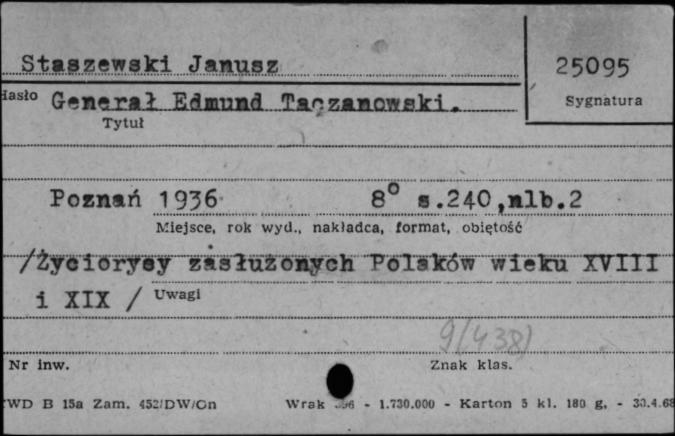 Staszewski Janusz
25095
Hasło Generał Edmund Taczanowski.
Sygnatura
Tytuł
Poznań 1936 8° s.240,nlb.2
Miejsce, rok wyd., nakładca, format, objętość
/Życiorysy zasłużonych Polaków wieku XVIII
i XIX / Uwagi
9(438)
Nr inw.
Znak klas.
WD B 15a Zam. 452/DW/Gn Wrak 396 - 1.730.000 - Karton 5 kl. 180 g. - 30.4.68